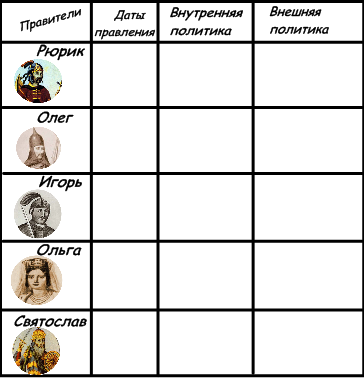 Правители
Даты
правления
Внутренняя
политика
Внешняя
политика
Рюрик
Олег
Игорь
Ольга
Святослав